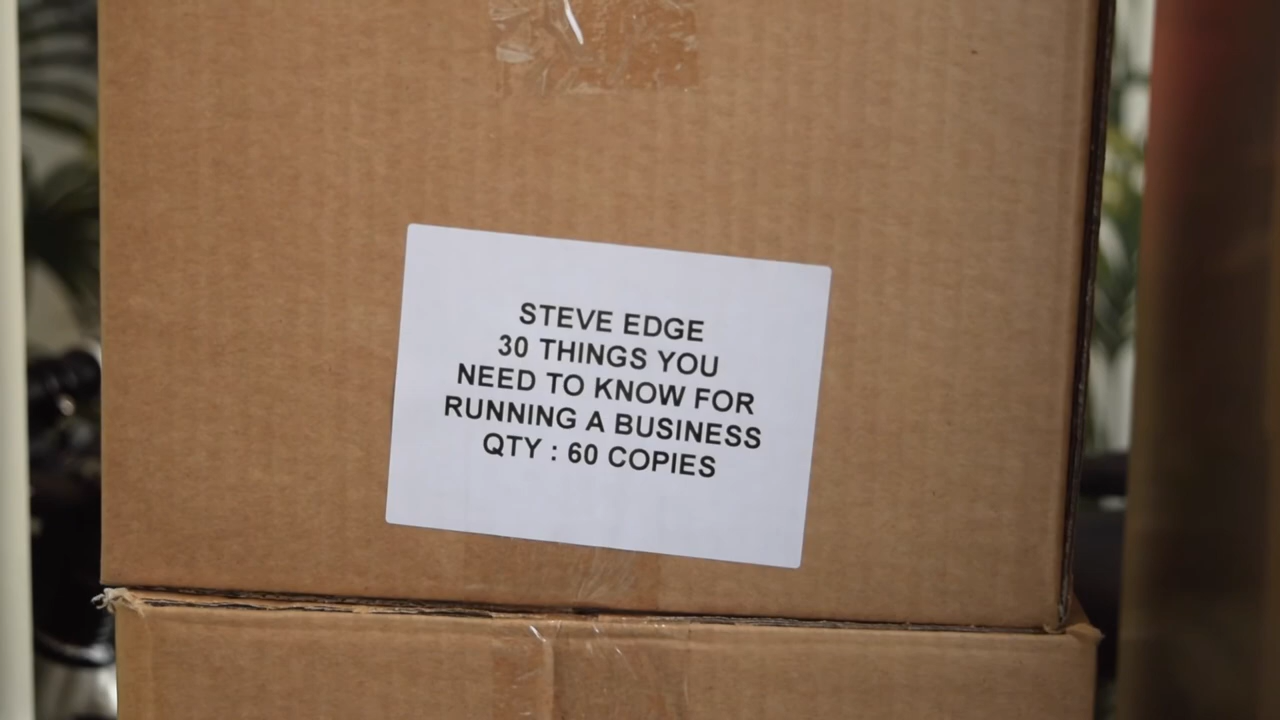 STEVE EDGE
30 THINGS YOU
NEED TO KNOW FOR
RUNNING A BUSINESS
QTY : 60 COPIES